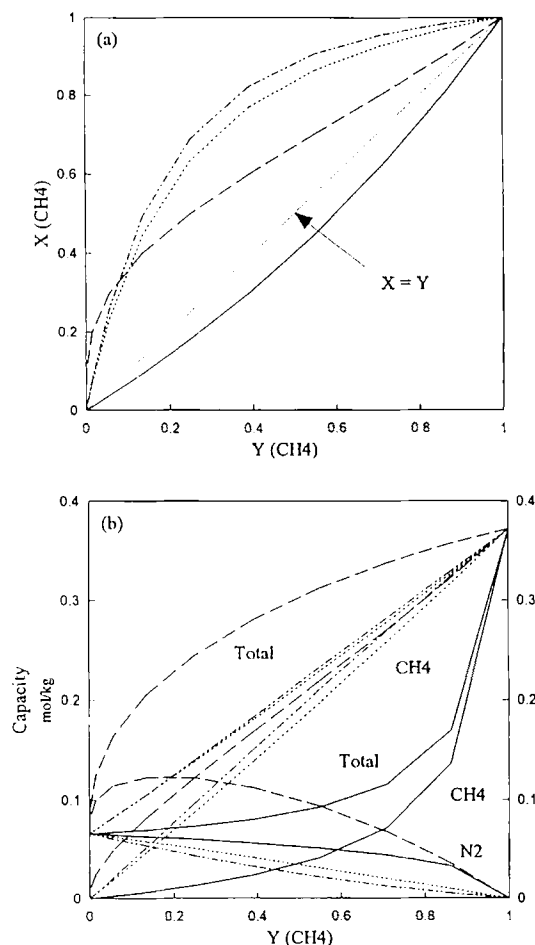 (a)
1
0.8
0.6
0.4
0.2
0
X (CH4)
X = Y
0 0.2 0.4 0.6 0.8 1
Y (CH4)
(b)
0.4 0.4
0.3 0.3
0.2 0.2
0.1 0.1
0.0 0.0
Capacity
mol/kg
Total
CH4
Total
CH4
N2
0 0.2 0.4 0.6 0.8 1
Y (CH4)